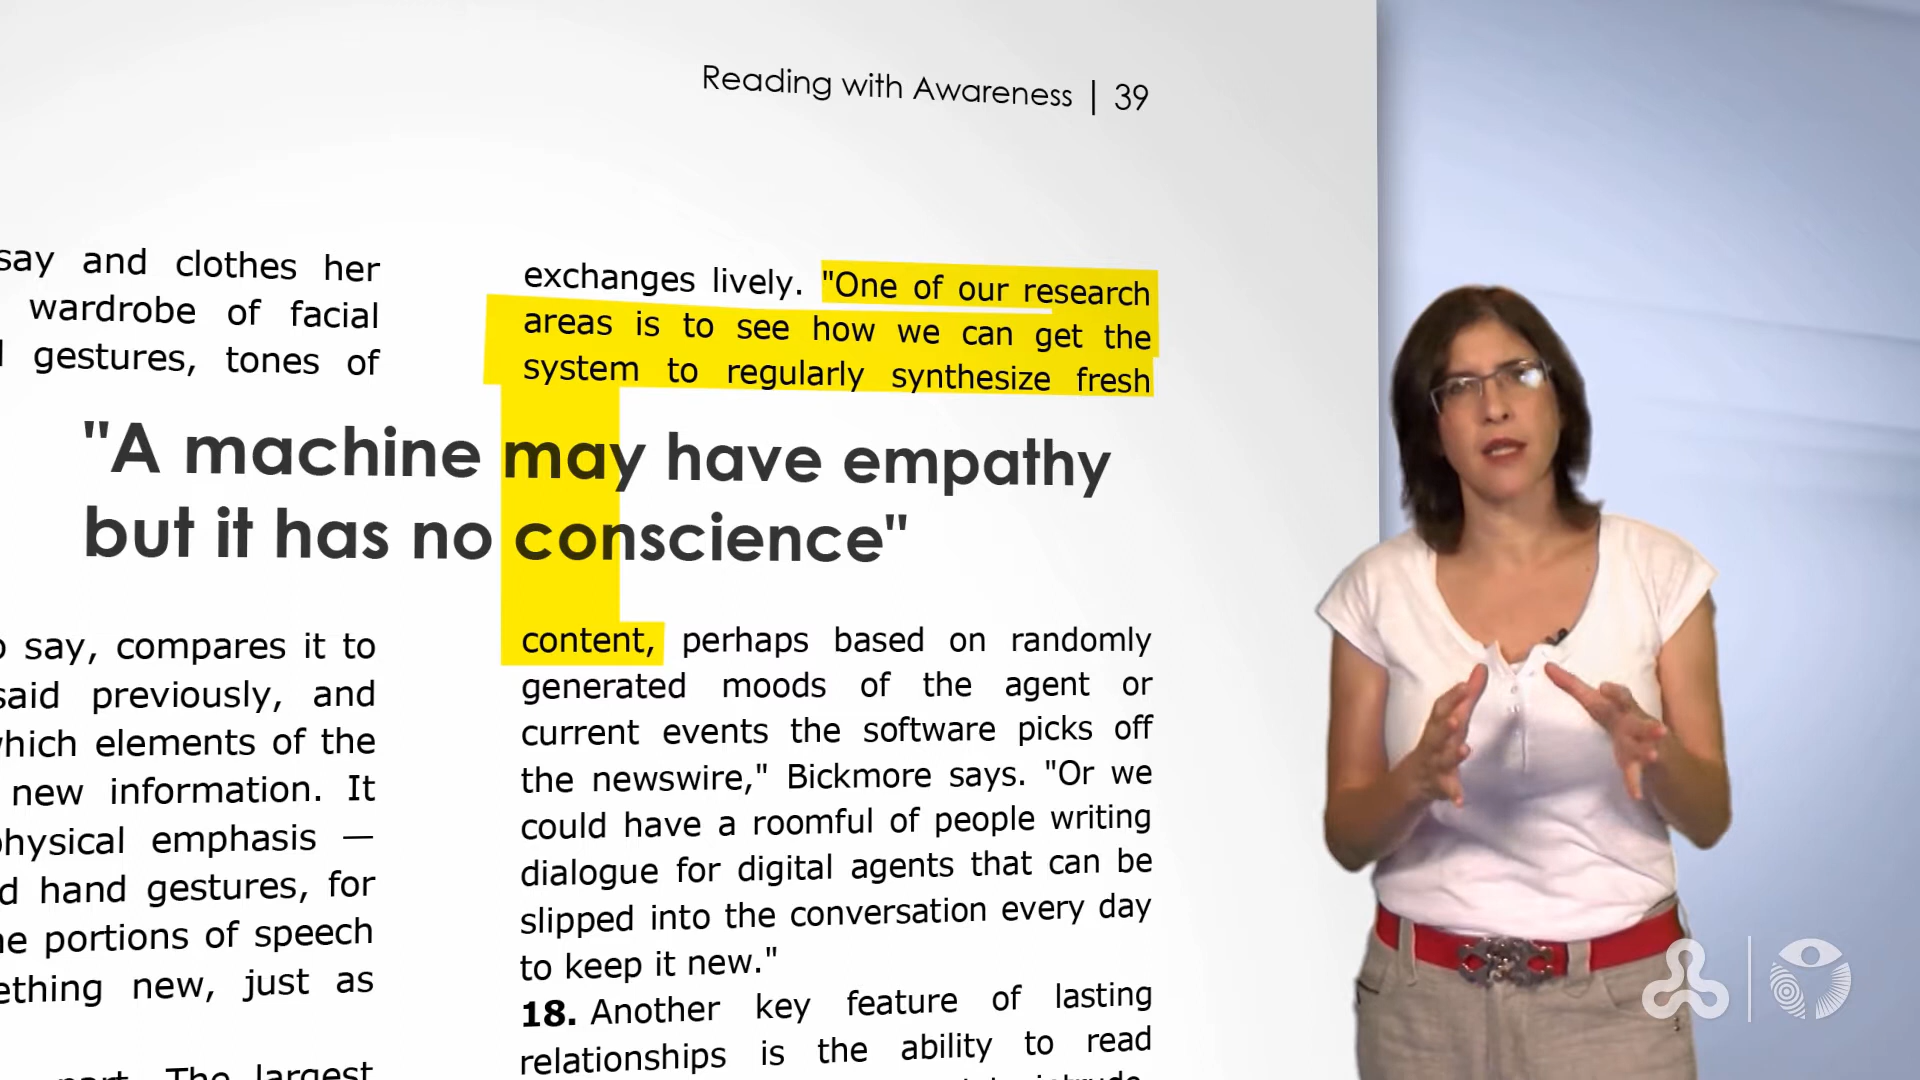 Reading with Awareness | 39
say and clothes her
wardrobe of facial
gestures, tones of
exchages lively. "One of our research
areas is to see how we can get the
system to regularly synthesize fresh
"A machine may have empathy
but it has no conscience"
say, compares it to
said previously, and
which elements of the
new information. It
physical emphasis —
hand gestures, for
portions of speech
new, just as
The largest
content, perhaps based on randomly
generated moods of the agent or
current events the software picks off
the newswire," Bickmore says. "Or we
could have a roomful of people writing
dialogue for digital agents that can be
slipped into the conversation every day
to keep it new."
18. Another key feature of lasting
relationships is the ability to read